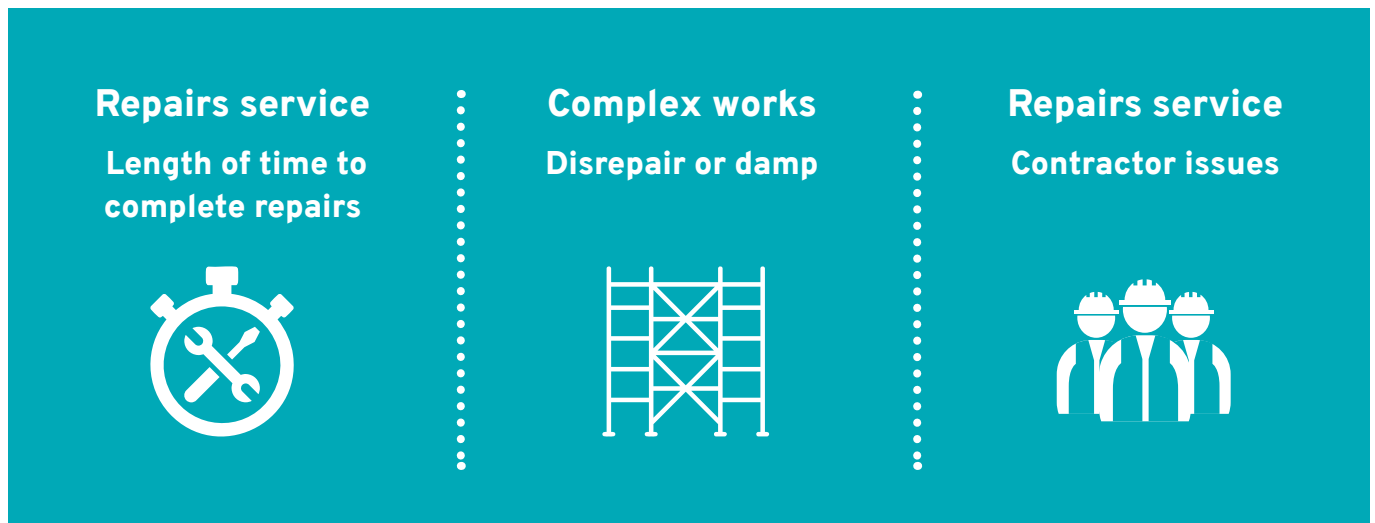 Repairs service
Length of time to
complete repairs
Complex works
Disrepair or damp
Repairs service
Contractor issues